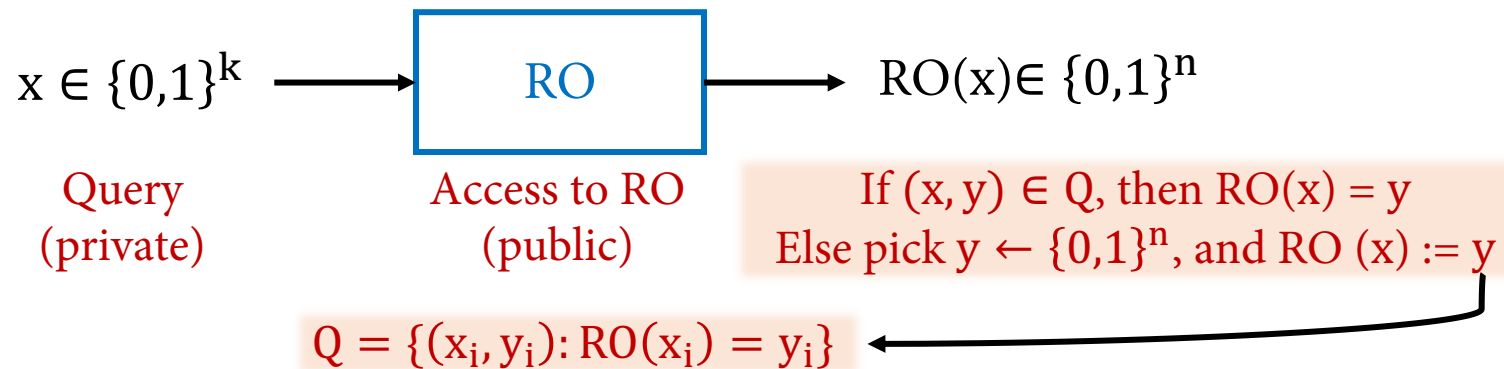 x ∈ {0,1}ᵏ
RO
RO(x)∈ {0,1}ⁿ
Query
(private)
Access to RO
(public)
If (x, y) ∈ Q, then RO(x) = y
Else pick y ← {0,1}ⁿ, and RO (x) := y
Q = {(xᵢ, yᵢ): RO(xᵢ) = yᵢ}